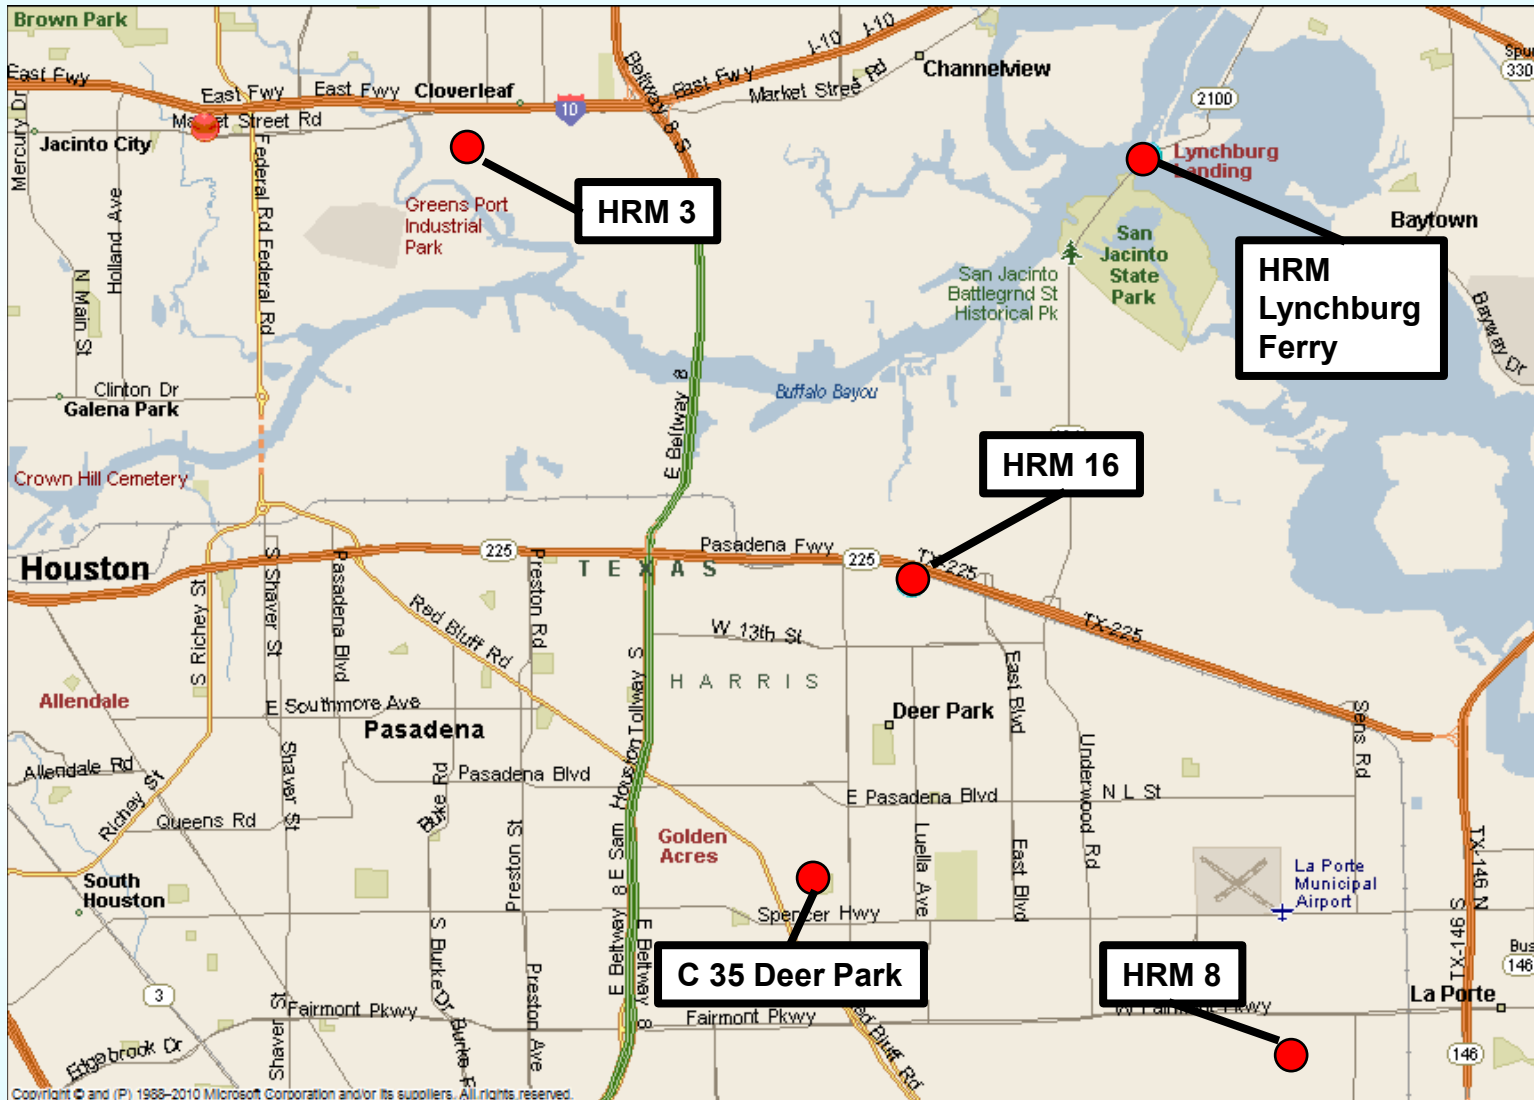 Brown Park
East Fwy
East Fwy
East Fwy
Cloverleaf
10
Beltway 8 S
East Fwy
I-10
I-10
Market Street Rd
Channelview
2100
Spur
330
Mercury Dr
Jacinto City
Market Street Rd
Holland Ave
N Main St
Federal Rd
Federal Rd
Greens Port
Industrial
Park
HRM 3
Lynchburg
Landing
San
Jacinto
State
Park
San Jacinto
Battlegrnd St
Historical Pk
Baytown
Bayway Dr
HRM
Lynchburg
Ferry
Clinton Dr
Galena Park
Buffalo Bayou
E Beltway 8
Crown Hill Cemetery
HRM 16
Houston
225
Pasadena Fwy
225
TX-225
TX-225
TEXAS
S Richey St
S Shaver St
Pasadena Blvd
Preston Rd
Red Bluff Rd
W 13th St
HARRIS
East Blvd
Allendale
E Southmore Ave
Pasadena
Deer Park
Sens Rd
Allendale Rd
Richey St
Shaver St
Queens Rd
Burke Rd
Pasadena Blvd
Preston St
E Sam Houston Tollway S
E Pasadena Blvd
N L St
Underwood Rd
Golden
Acres
Luella Ave
East Blvd
La Porte
Municipal
Airport
TX-146 N
TX-146 S
South
Houston
Spencer Hwy
E Beltway 8
E Beltway 8
S Burke Dr
Preston Ave
C 35 Deer Park
HRM 8
Bus
146
La Porte
3
Shaver St
Fairmont Pkwy
Fairmont Pkwy
W Fairmont Pkwy
Red Bluff Rd
Edgebrook Dr
146
Copyright © and (P) 1988–2010 Microsoft Corporation and/or its suppliers. All rights reserved.